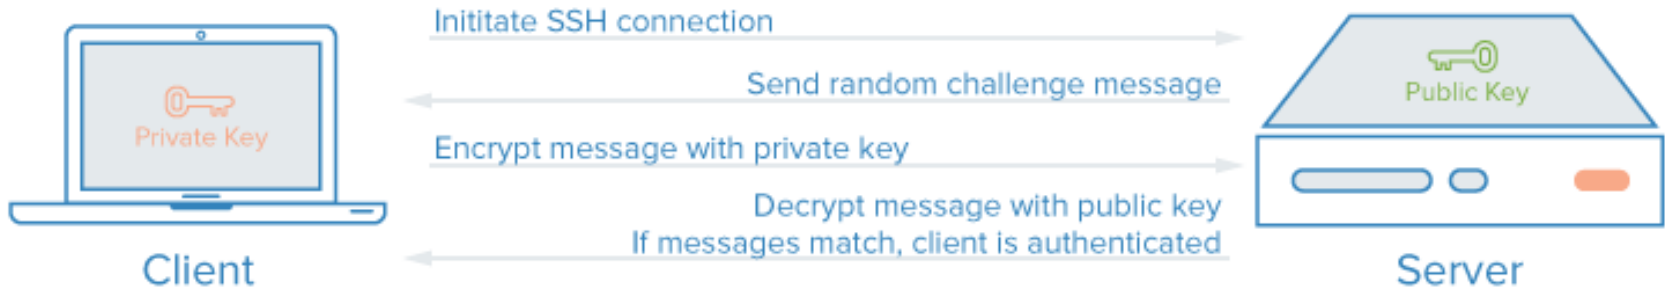 Inititate SSH connection
Send random challenge message
Public Key
Private Key
Encrypt message with private key
Decrypt message with public key
If messages match, client is authenticated
Client
Server